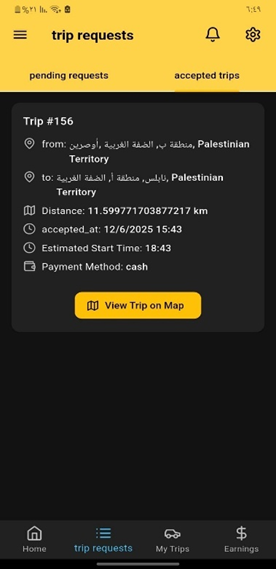 ٢١% ٦:٤٩
trip requests
pending requests
accepted trips
Trip #156
from: منطقة ب, الضفة الغربية ,أوصرين, Palestinian
Territory
to: نابلس, منطقة أ, الضفة الغربية, Palestinian
Territory
Distance: 11.599771703877217 km
accepted_at: 12/6/2025 15:43
Estimated Start Time: 18:43
Payment Method: cash
View Trip on Map
Home
trip requests
My Trips
Earnings